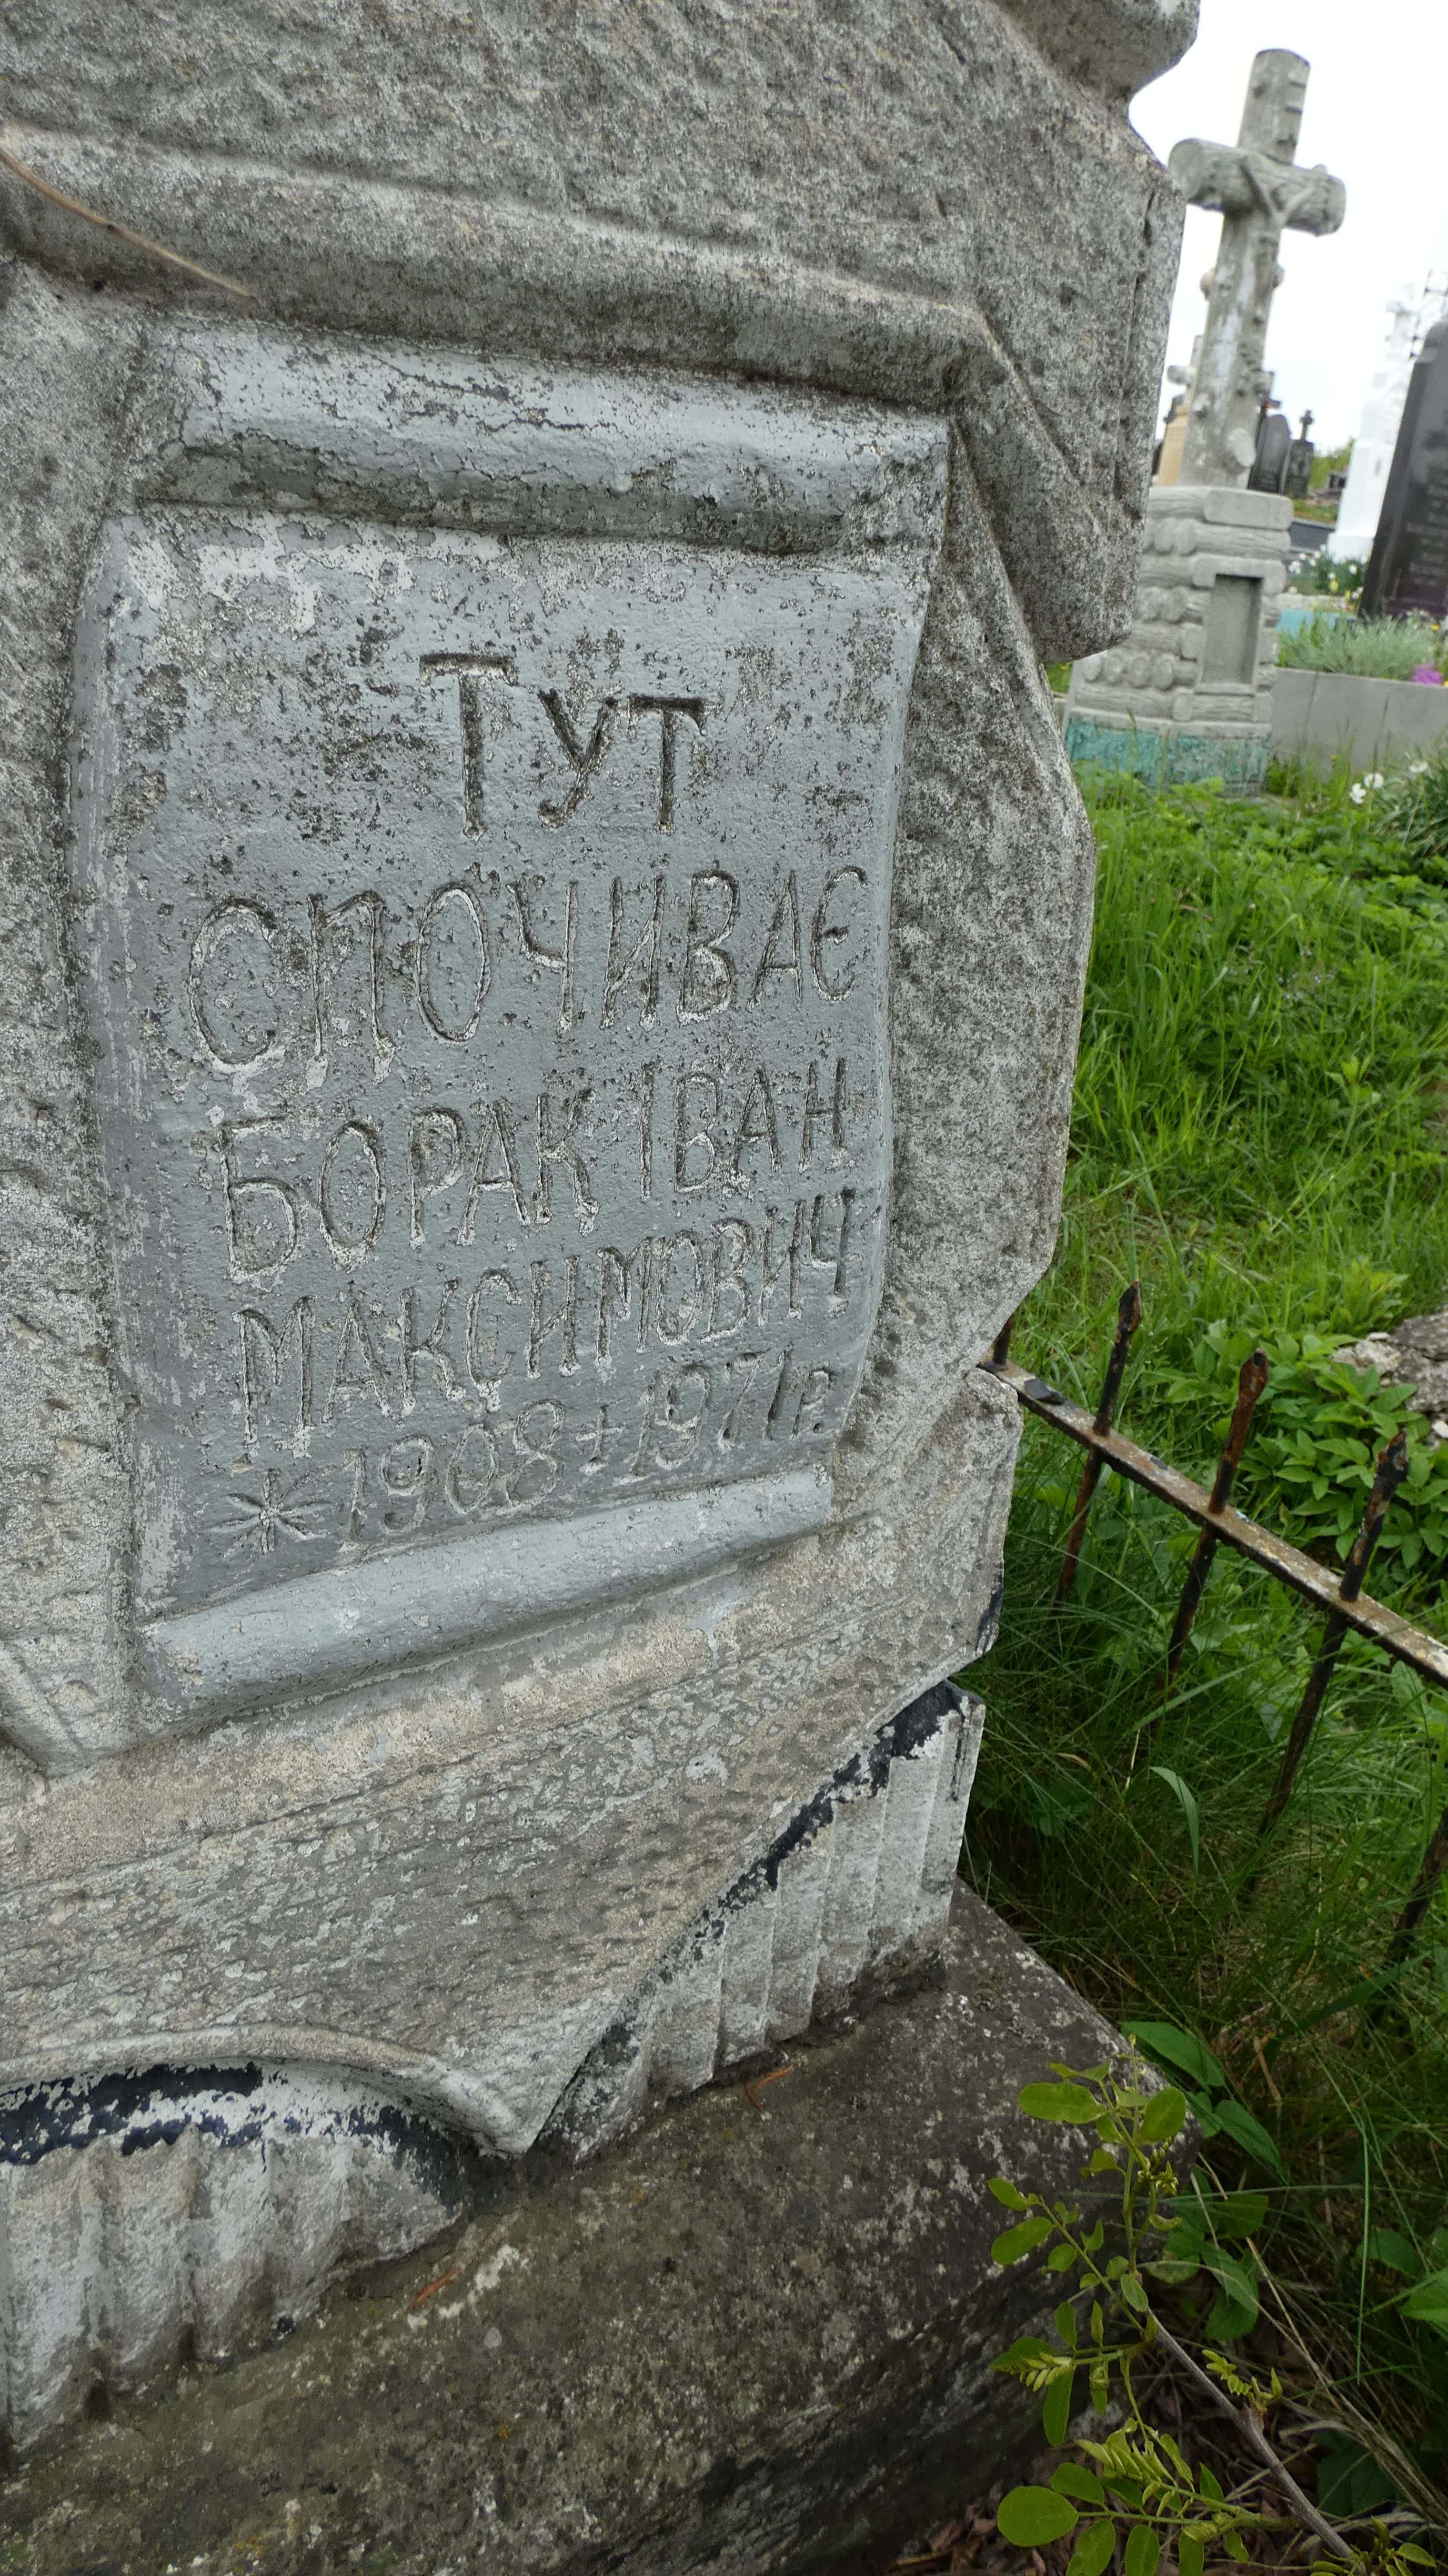 Тут
СПОЧИВАЄ
БОРАК ІВАН
МАКСИМОВИЧ
* 1908 + 1971 р.